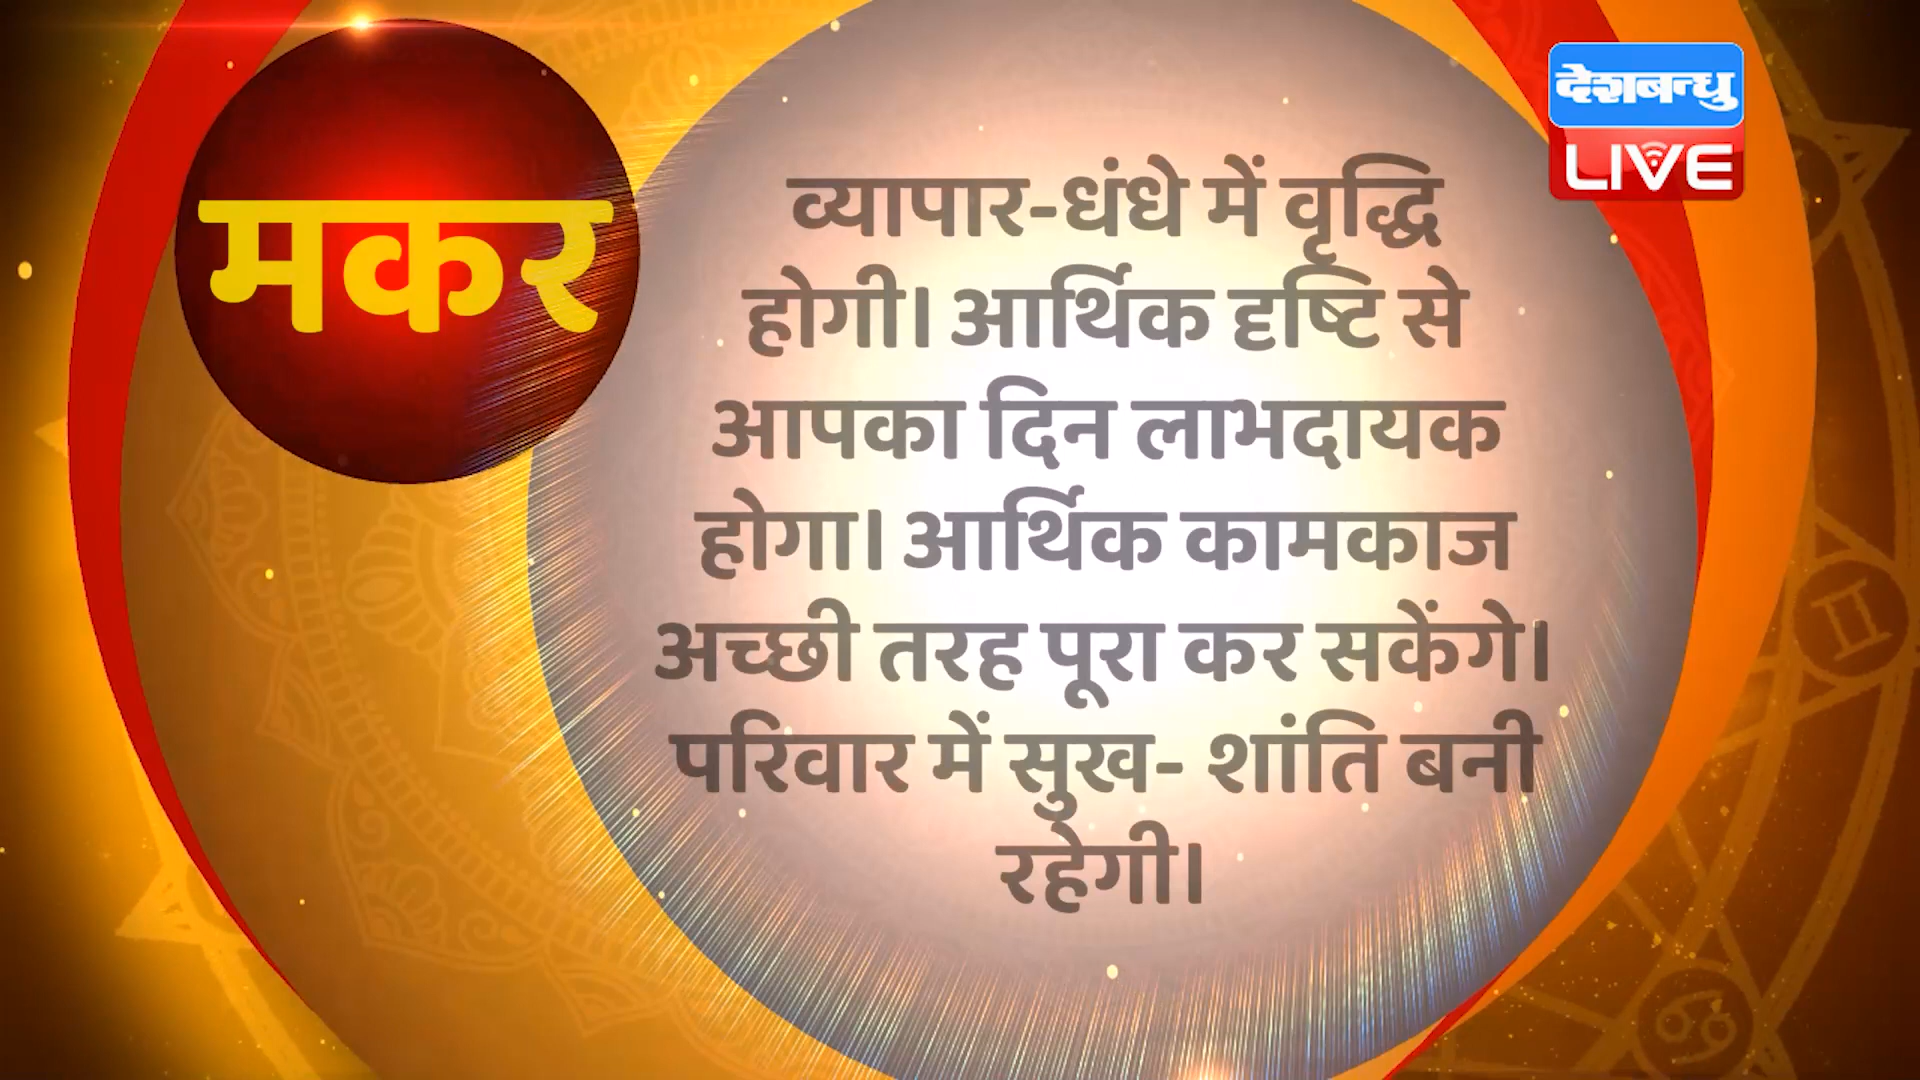 मकर
देशबन्धु
LIVE
व्यापार-धंधे में वृद्धि
होगी। आर्थिक दृष्टि से
आपका दिन लाभदायक
होगा। आर्थिक कामकाज
अच्छी तरह पूरा कर सकेंगे।
परिवार में सुख- शांति बनी
रहेगी।